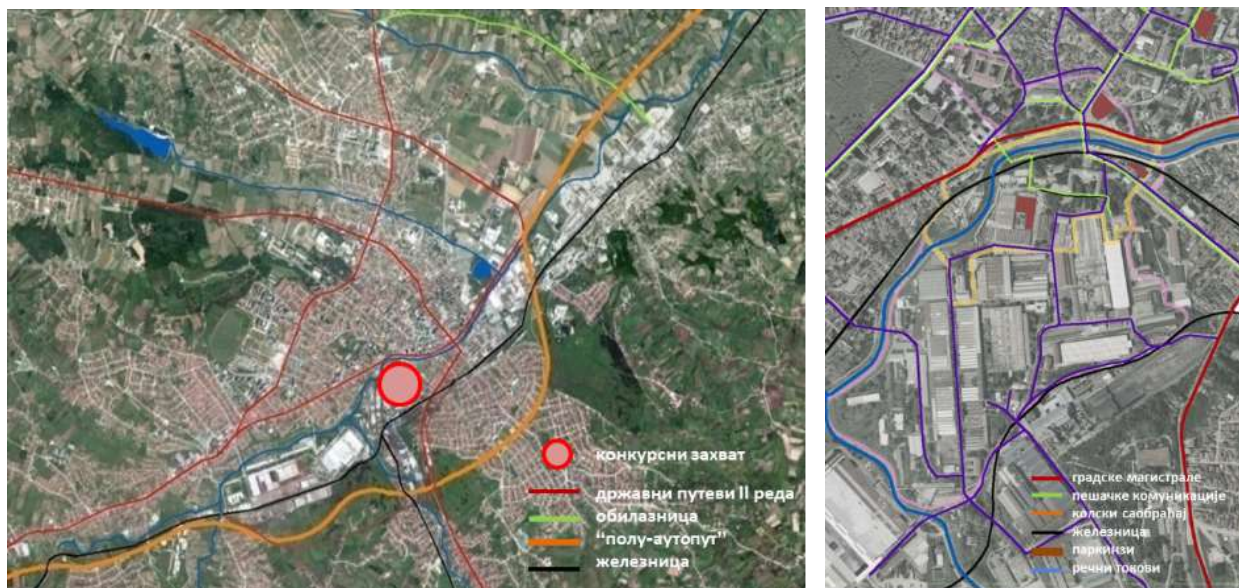 конкурсни захват
државни путеви II реда
обилазница
“полу-аутопут”
железница
градске магистрале
пешачке комуникације
колски саобраћај
железница
паркинзи
речни токови